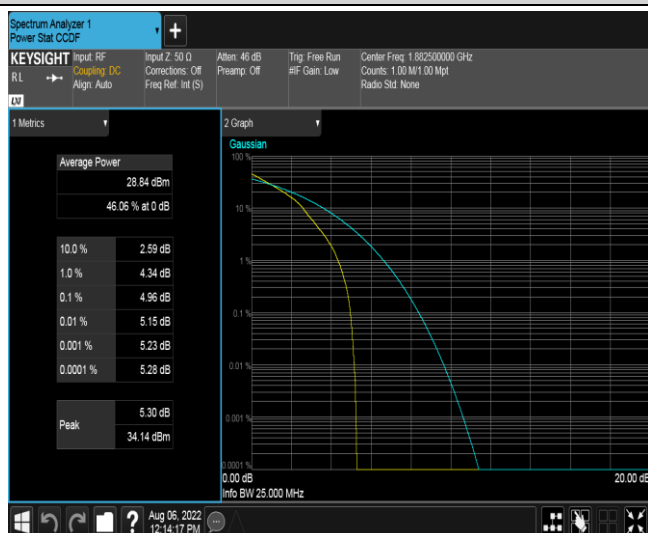 Spectrum Analyzer 1
Power Stat CCDF
+
KEYSIGHT
RL
LXI
Input: RF
Coupling: DC
Align: Auto
Input Z: 50 Ω
Corrections: Off
Freq Ref: Int (S)
Atten: 46 dB
Preamp: Off
Trig: Free Run
#IF Gain: Low
Center Freq: 1.882500000 GHz
Counts: 1.00 M/1.00 Mpt
Radio Std: None
1 Metrics
Average Power
28.84 dBm
46.06 % at 0 dB
10.0 % 2.59 dB
1.0 % 4.34 dB
0.1 % 4.96 dB
0.01 % 5.15 dB
0.001 % 5.23 dB
0.0001 % 5.28 dB
Peak
5.30 dB
34.14 dBm
2 Graph
Gaussian
100 %
10 %
1 %
0.1 %
0.01 %
0.001 %
0.0001 %
0.00 dB
20.00 dB
Info BW 25.000 MHz
?
Aug 06, 2022
12:14:17 PM